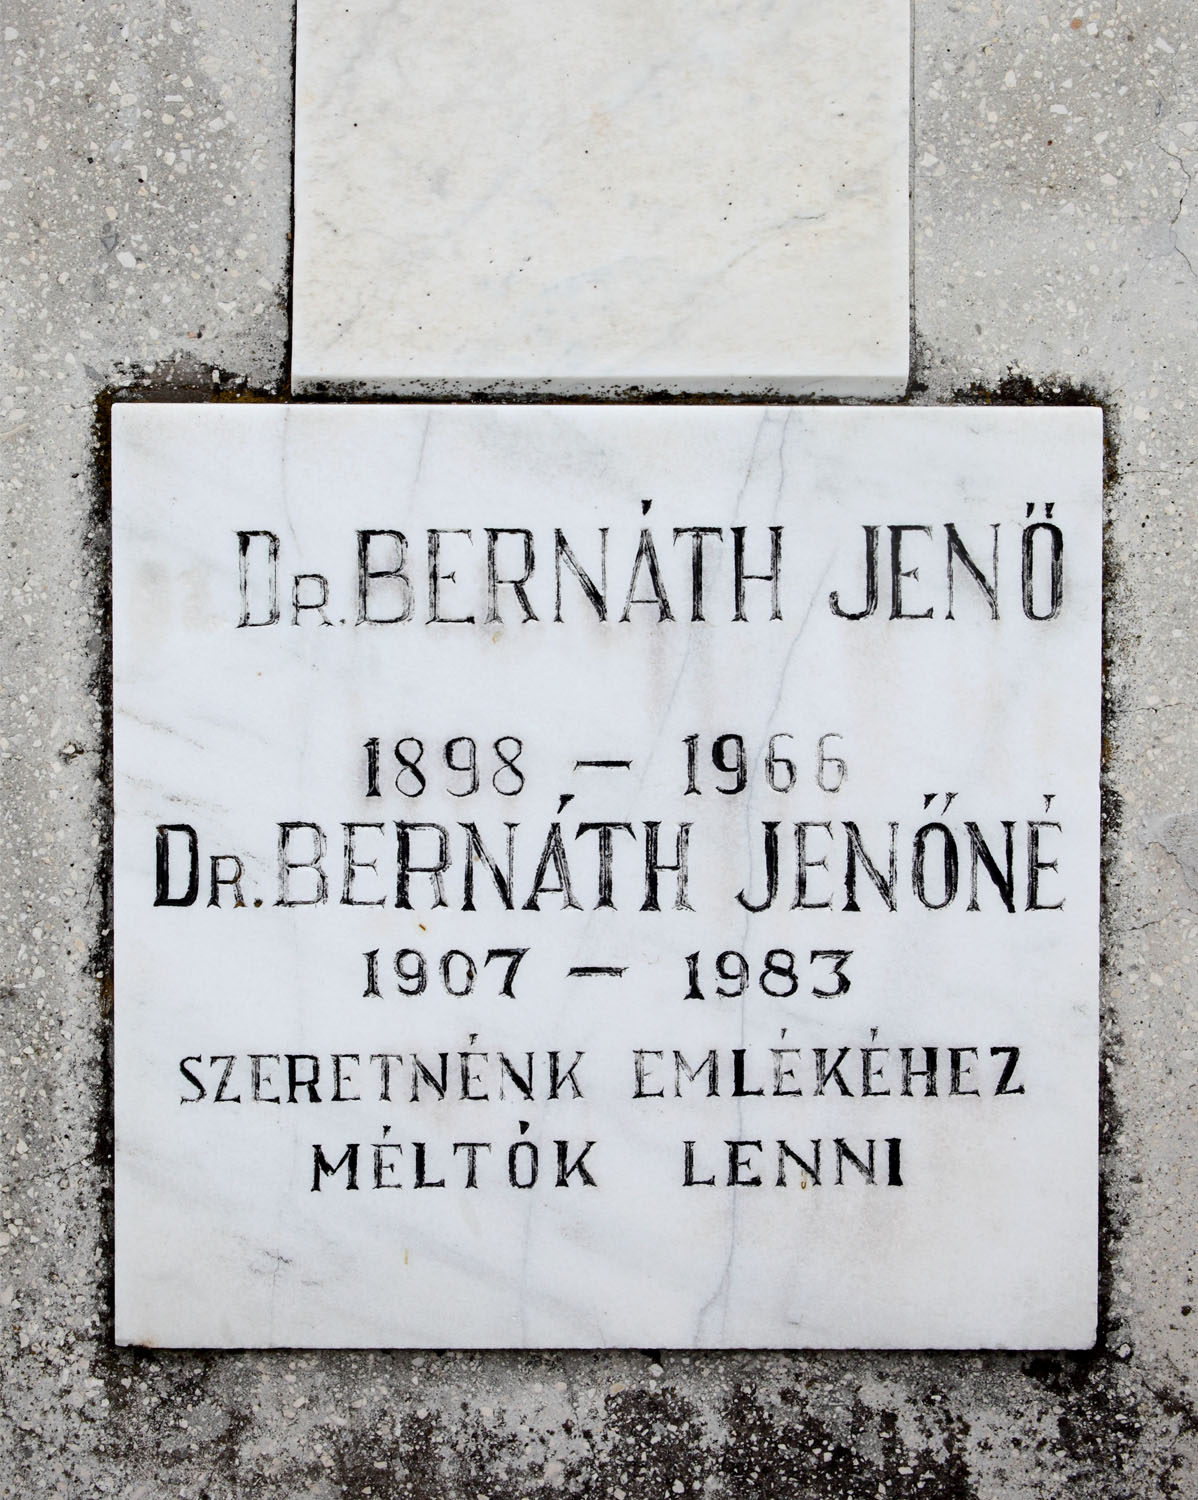 DR. BERNÁTH JENŐ
1898 – 1966
DR. BERNÁTH JENŐNÉ
1907 – 1983
SZERETNÉNK EMLÉKÉHEZ
MÉLTÓK LENNI